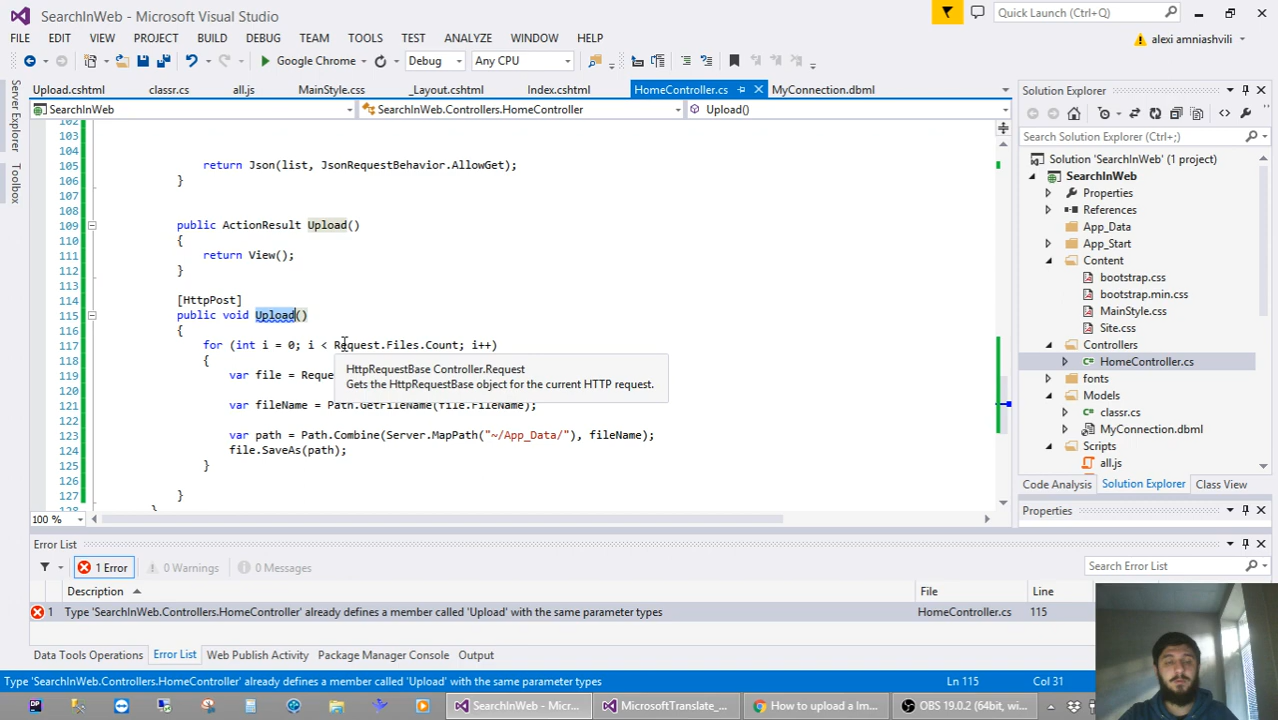 SearchInWeb - Microsoft Visual Studio
Quick Launch (Ctrl+Q)
FILE EDIT VIEW PROJECT BUILD DEBUG TEAM TOOLS TEST ANALYZE WINDOW HELP
alexi amniashvili
Google Chrome Debug Any CPU
Server Explorer
Toolbox
Upload.cshtml classr.cs all.js MainStyle.css _Layout.cshtml Index.cshtml HomeController.cs MyConnection.dbml
SearchInWeb SearchInWeb.Controllers.HomeController Upload()
102
103
104
105 return Json(list, JsonRequestBehavior.AllowGet);
106 }
107
108
109 public ActionResult Upload()
110 {
111 return View();
112 }
113
114 [HttpPost]
115 public void Upload()
116 {
117 for (int i = 0; i < Request.Files.Count; i++)
118 {
119 var file = Reque
HttpRequestBase Controller.Request
Gets the HttpRequestBase object for the current HTTP request.
120
121 var fileName = Path.GetFileName(file.FileName);
122
123 var path = Path.Combine(Server.MapPath("~/App_Data/"), fileName);
124 file.SaveAs(path);
125 }
126
127 }
128 }
100 %
Solution Explorer
Search Solution Explorer (Ctrl+;)
Solution 'SearchInWeb' (1 project)
SearchInWeb
Properties
References
App_Data
App_Start
Content
bootstrap.css
bootstrap.min.css
MainStyle.css
Site.css
Controllers
HomeController.cs
fonts
Models
classr.cs
MyConnection.dbml
Scripts
all.js
Code Analysis Solution Explorer Class View
Properties
Error List
1 Error 0 Warnings 0 Messages
Search Error List
Description File Line
1 Type 'SearchInWeb.Controllers.HomeController' already defines a member called 'Upload' with the same parameter types HomeController.cs 115
Data Tools Operations Error List Web Publish Activity Package Manager Console Output
Type 'SearchInWeb.Controllers.HomeController' already defines a member called 'Upload' with the same parameter types Ln 115 Col 31
DP SearchInWeb - Micr... MicrosoftTranslate_... How to upload a Im... OBS 19.0.2 (64bit, wi...